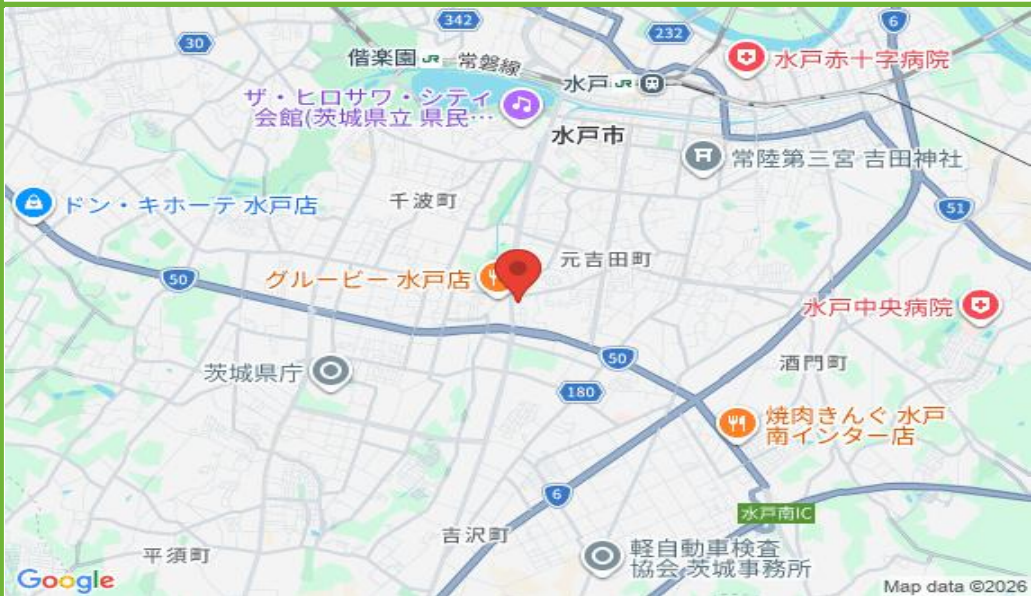 342
30
232
6
偕楽園 JR 常磐線
水戸 JR
水戸赤十字病院
ザ・ヒロサワ・シティ
会館(茨城県立 県民…
水戸市
常陸第三宮 吉田神社
ドン・キホーテ 水戸店
千波町
51
元吉田町
50
グルービー 水戸店
水戸中央病院
茨城県庁
50
酒門町
180
焼肉きんぐ 水戸
南インター店
6
水戸南IC
吉沢町
平須町
軽自動車検査
協会 茨城事務所
Google
Map data ©2026